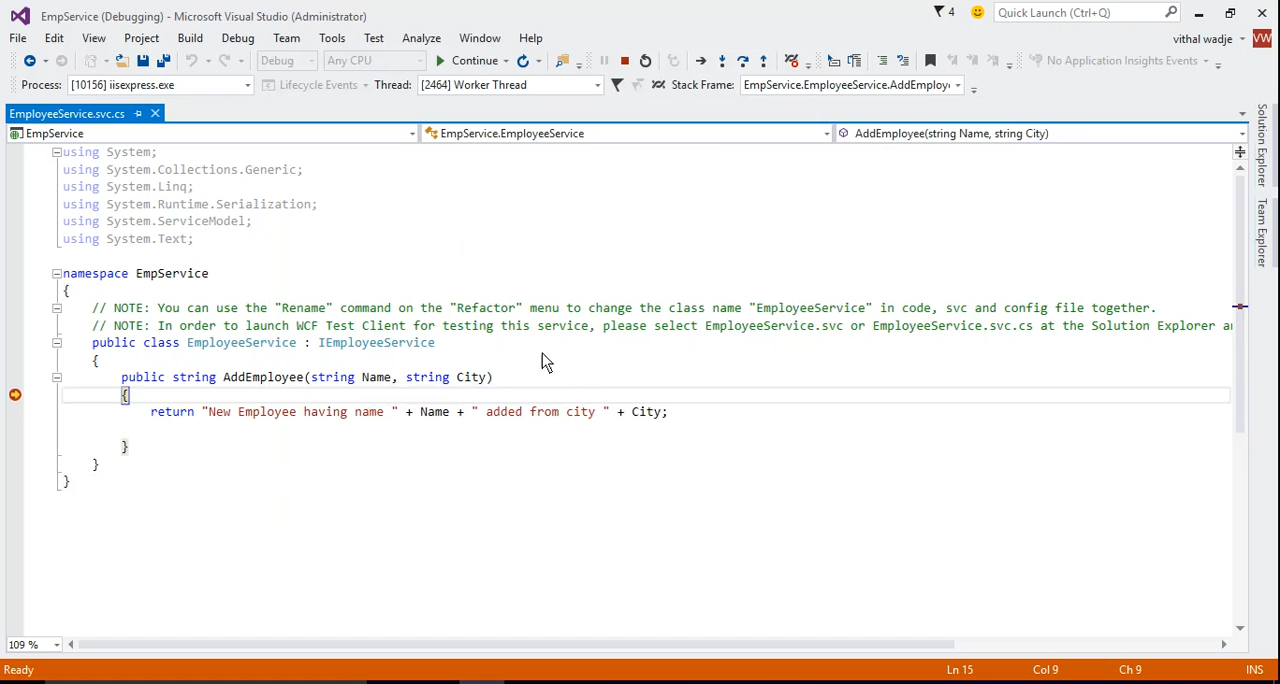 EmpService (Debugging) - Microsoft Visual Studio (Administrator)
4
Quick Launch (Ctrl+Q)
File Edit View Project Build Debug Team Tools Test Analyze Window Help
vithal wadje VW
Debug Any CPU Continue No Application Insights Events
Process: [10156] iisexpress.exe Lifecycle Events Thread: [2464] Worker Thread Stack Frame: EmpService.EmployeeService.AddEmploye
EmployeeService.svc.cs
EmpService EmpService.EmployeeService AddEmployee(string Name, string City)
using System;
using System.Collections.Generic;
using System.Linq;
using System.Runtime.Serialization;
using System.ServiceModel;
using System.Text;
namespace EmpService
{
// NOTE: You can use the "Rename" command on the "Refactor" menu to change the class name "EmployeeService" in code, svc and config file together.
// NOTE: In order to launch WCF Test Client for testing this service, please select EmployeeService.svc or EmployeeService.svc.cs at the Solution Explorer an
public class EmployeeService : IEmployeeService
{
public string AddEmployee(string Name, string City)
{
return "New Employee having name " + Name + " added from city " + City;
}
}
}
Solution Explorer
Team Explorer
109 %
Ready Ln 15 Col 9 Ch 9 INS